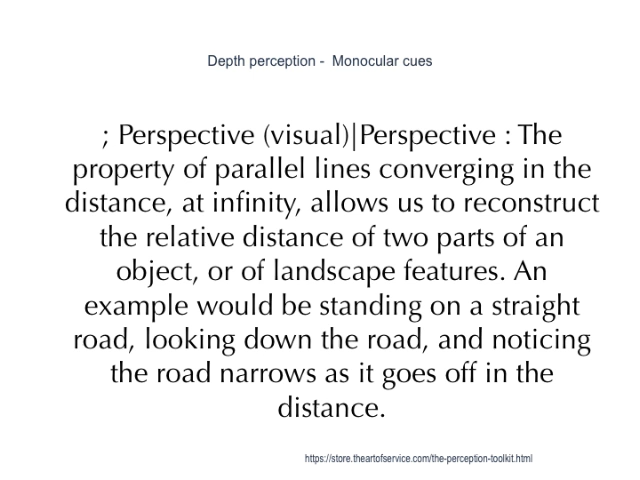 Depth perception -  Monocular cues
; Perspective (visual)|Perspective : The
property of parallel lines converging in the
distance, at infinity, allows us to reconstruct
the relative distance of two parts of an
object, or of landscape features. An
example would be standing on a straight
road, looking down the road, and noticing
the road narrows as it goes off in the
distance.
https://store.theartofservice.com/the-perception-toolkit.html